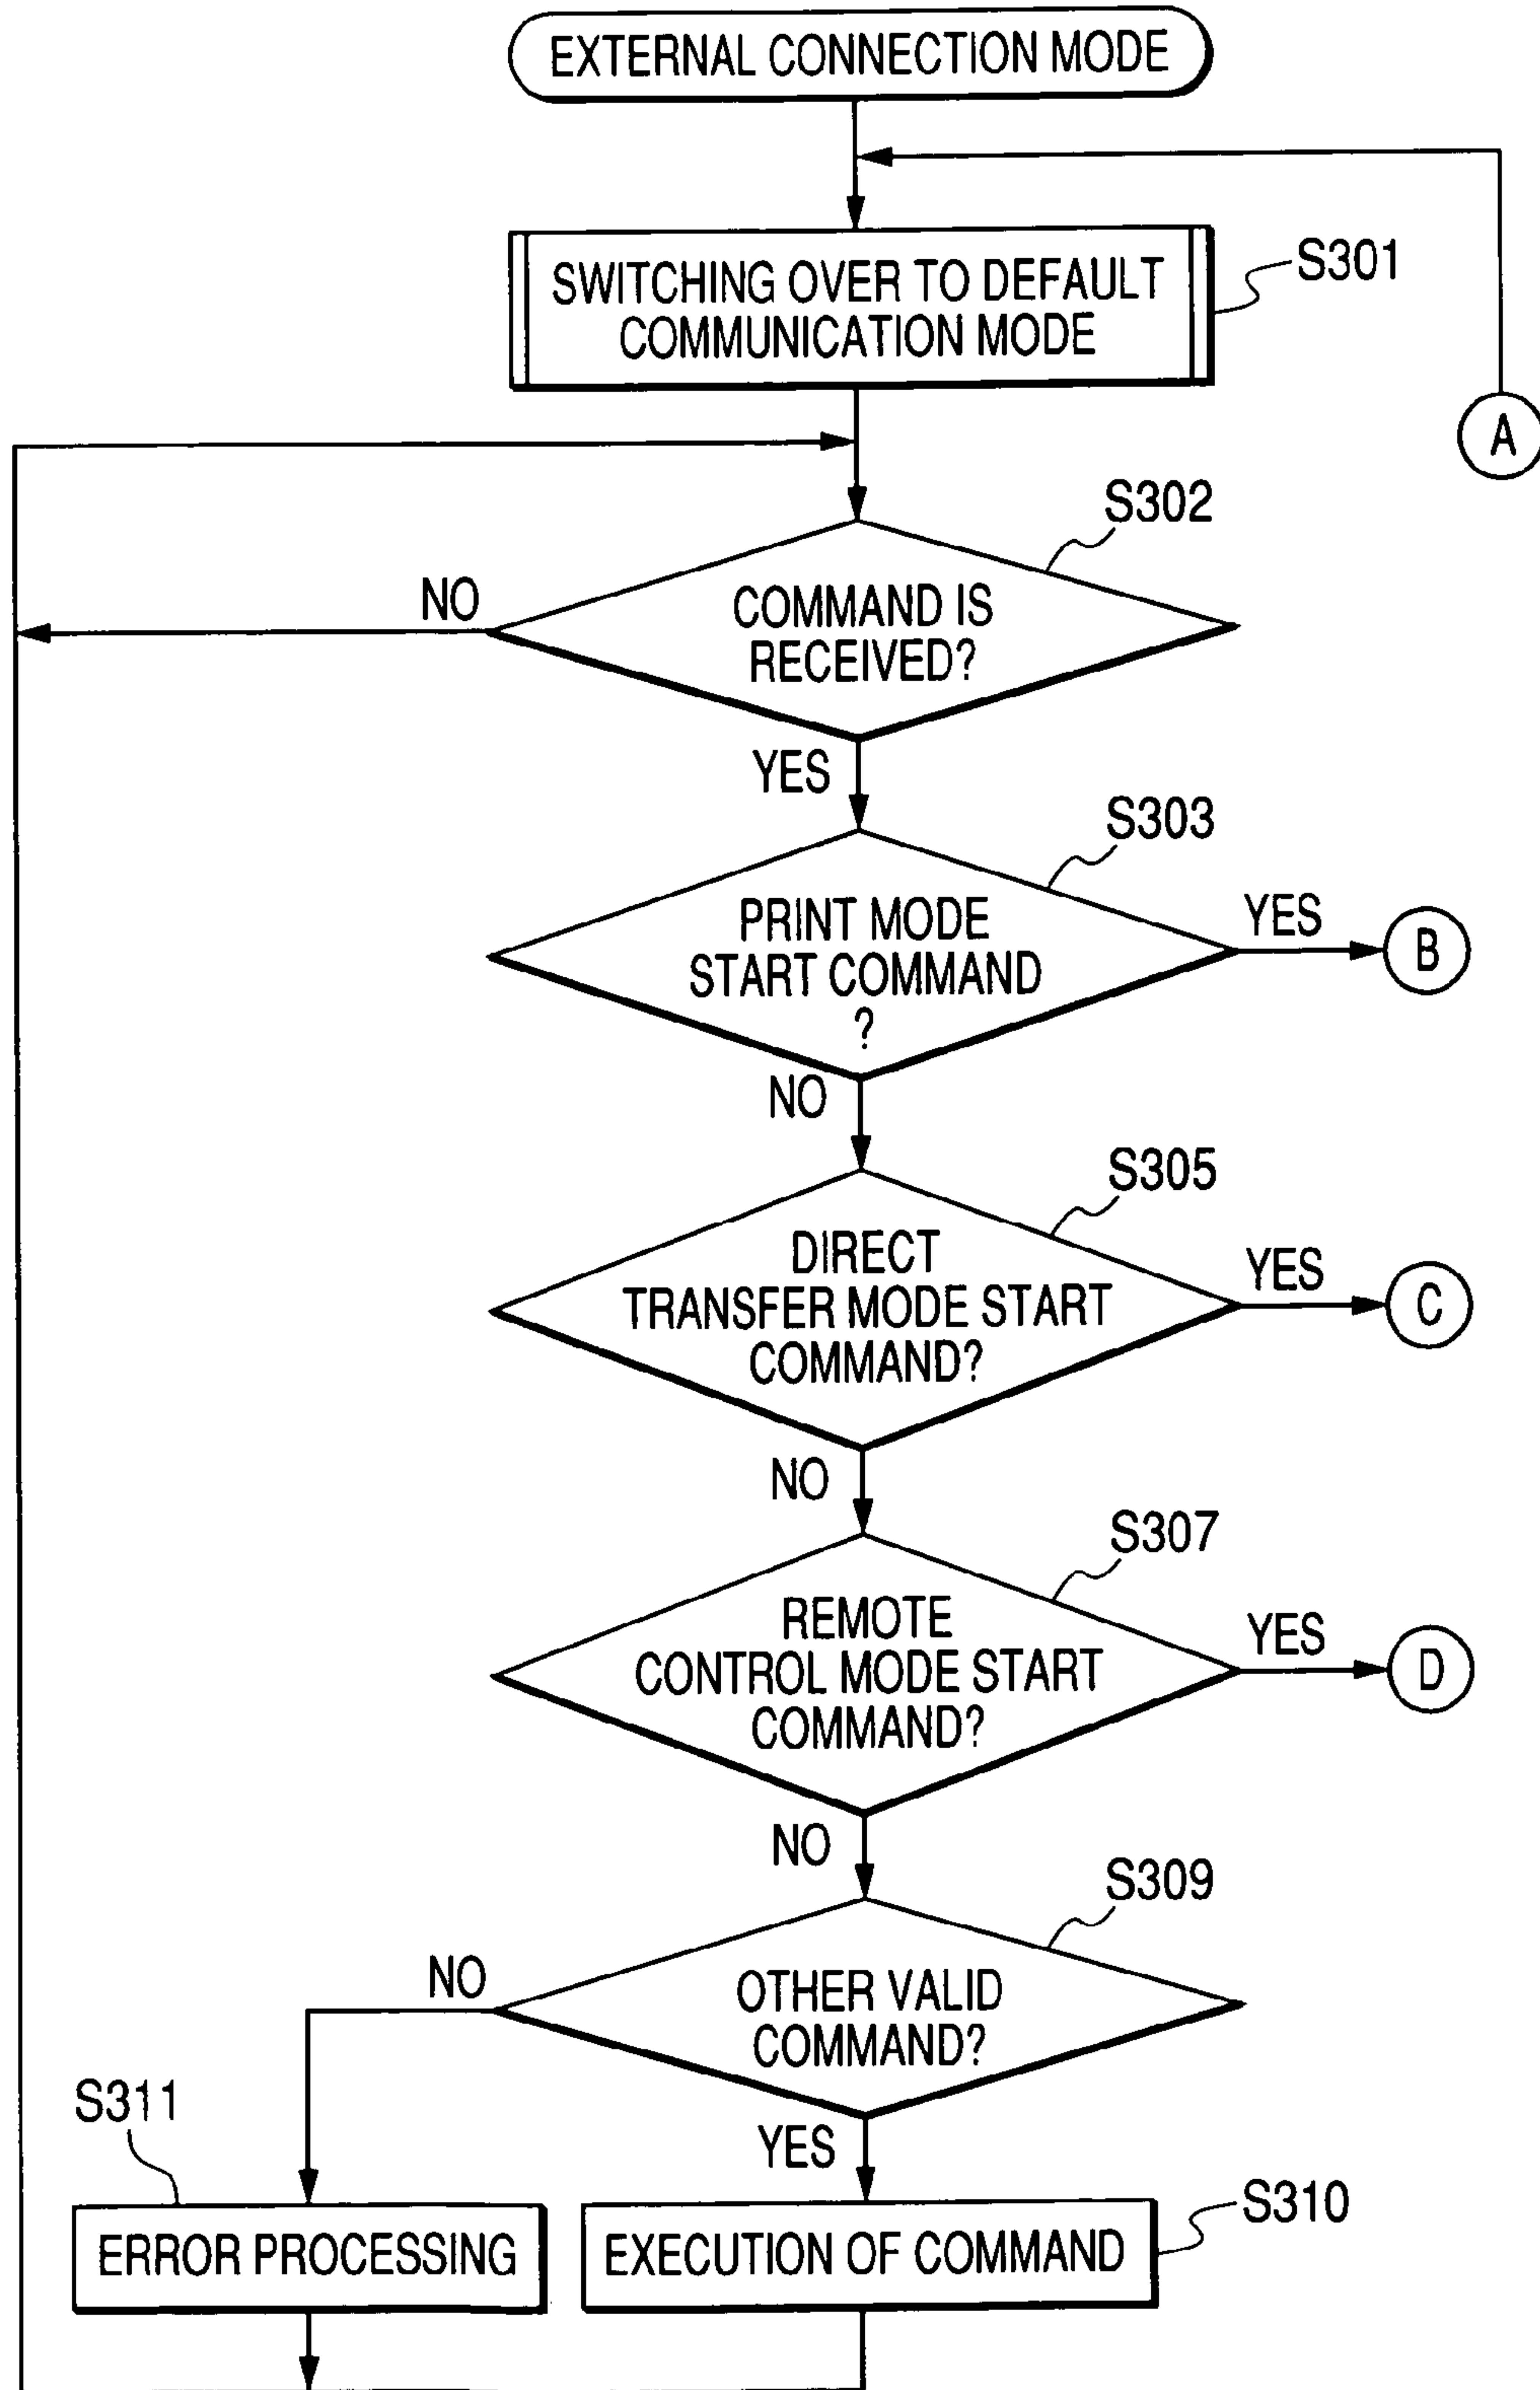 EXTERNAL CONNECTION MODE
SWITCHING OVER TO DEFAULT
COMMUNICATION MODE
S301
A
S302
COMMAND IS
RECEIVED?
NO
YES
S303
PRINT MODE
START COMMAND
?
YES
B
NO
S305
DIRECT
TRANSFER MODE START
COMMAND?
YES
C
NO
S307
REMOTE
CONTROL MODE START
COMMAND?
YES
D
NO
S309
OTHER VALID
COMMAND?
NO
YES
S311
ERROR PROCESSING
EXECUTION OF COMMAND
S310